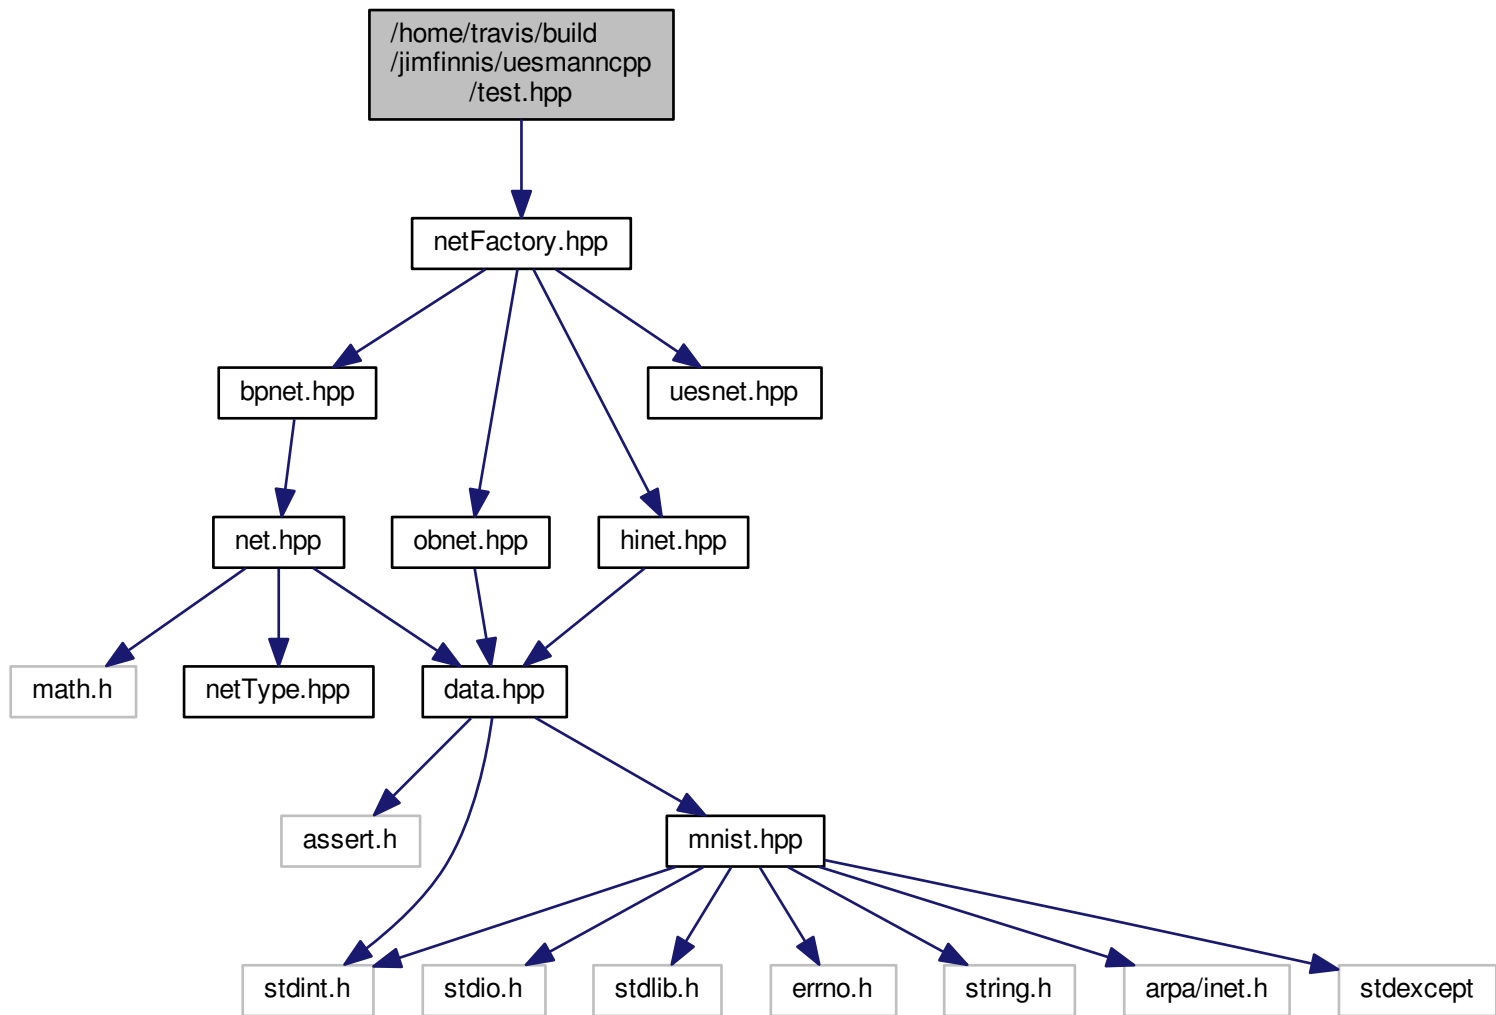 /home/travis/build
/jimfinnis/uesmanncpp
/test.hpp
netFactory.hpp
bpnet.hpp
uesnet.hpp
net.hpp
obnet.hpp
hinet.hpp
math.h
netType.hpp
data.hpp
assert.h
mnist.hpp
stdint.h
stdio.h
stdlib.h
errno.h
string.h
arpa/inet.h
stdexcept